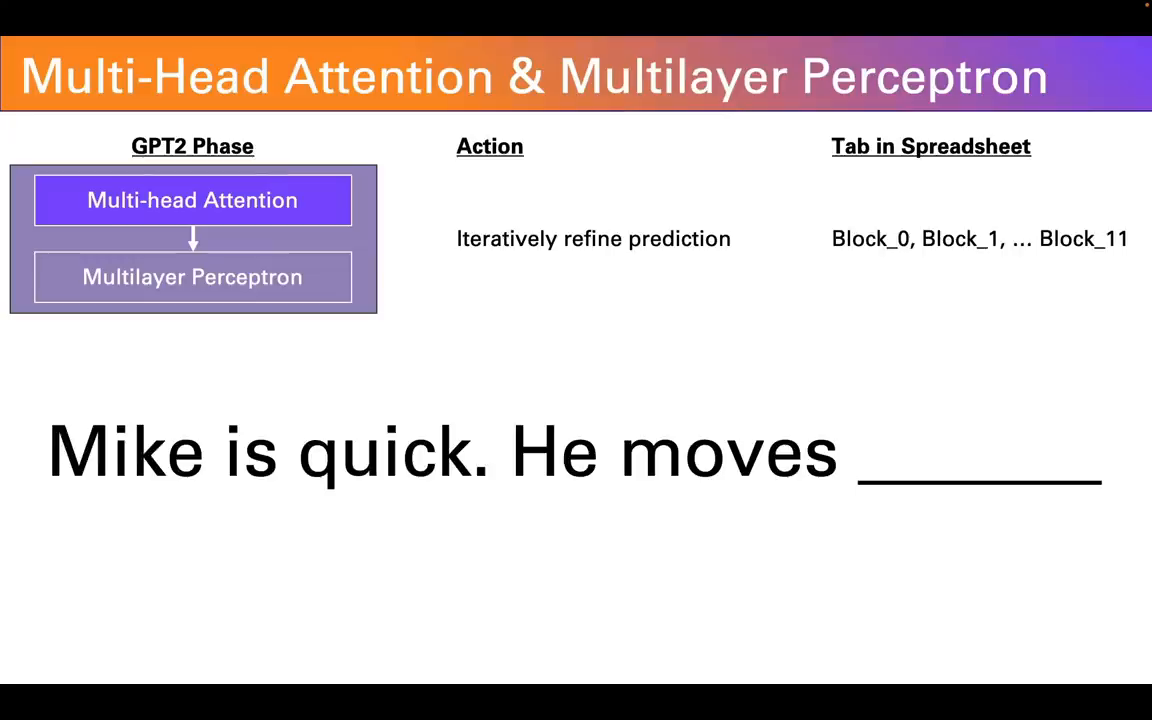 Multi-Head Attention & Multilayer Perceptron
GPT2 Phase
Action
Tab in Spreadsheet
Multi-head Attention
Iteratively refine prediction
Block_0, Block_1, … Block_11
Multilayer Perceptron
Mike is quick. He moves ________